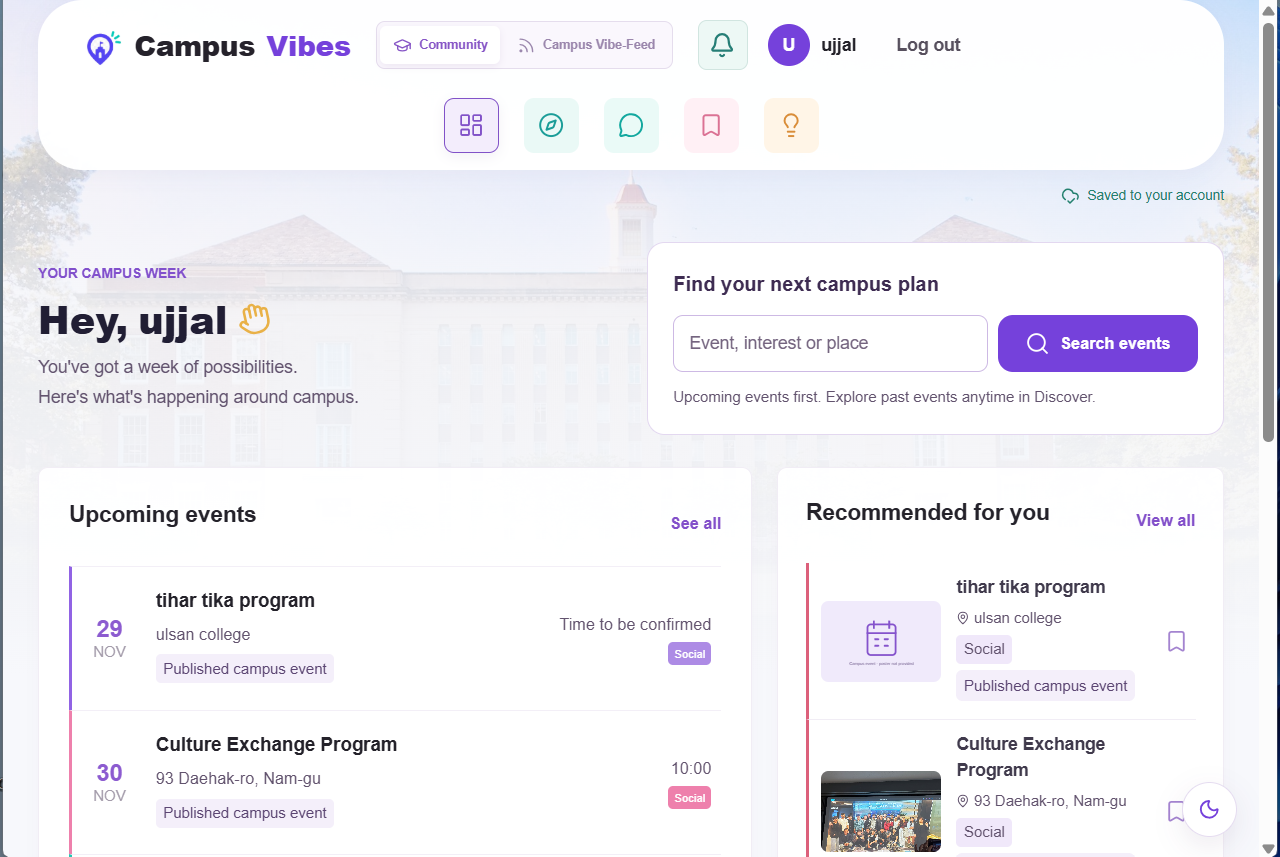 Campus Vibes
Community
Campus Vibe-Feed
U
ujjal
Log out
Saved to your account
YOUR CAMPUS WEEK
Hey, ujjal
You've got a week of possibilities.
Here's what's happening around campus.
Find your next campus plan
Event, interest or place
Search events
Upcoming events first. Explore past events anytime in Discover.
Upcoming events
See all
29
NOV
tihar tika program
ulsan college
Published campus event
Time to be confirmed
Social
30
NOV
Culture Exchange Program
93 Daehak-ro, Nam-gu
Published campus event
10:00
Social
Recommended for you
View all
Campus event · poster not provided
tihar tika program
ulsan college
Social
Published campus event
Culture Exchange
Program
93 Daehak-ro, Nam-gu
Social